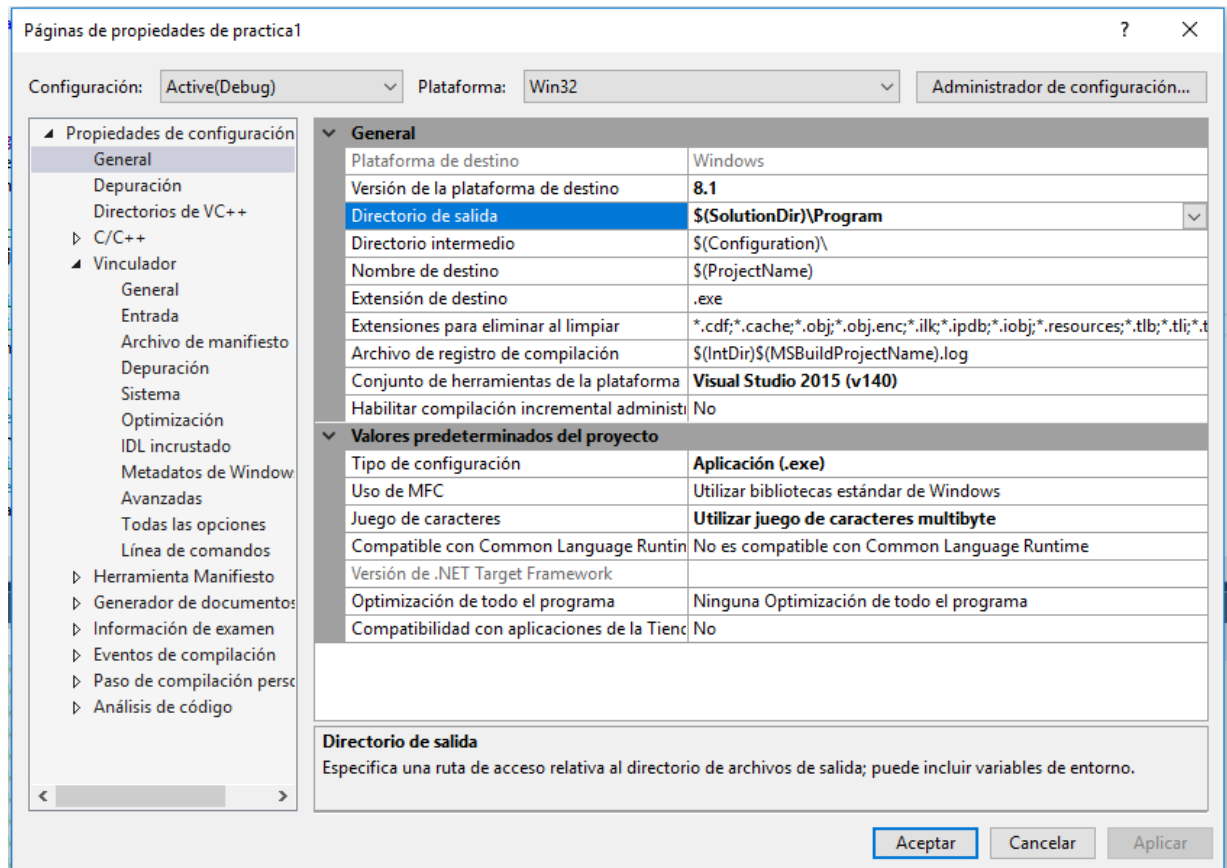 Páginas de propiedades de practica1 ?
Configuración: Active(Debug) Plataforma: Win32 Administrador de configuración...
Propiedades de configuración
General
Depuración
Directorios de VC++
C/C++
Vinculador
General
Entrada
Archivo de manifiesto
Depuración
Sistema
Optimización
IDL incrustado
Metadatos de Window
Avanzadas
Todas las opciones
Línea de comandos
Herramienta Manifiesto
Generador de documentos
Información de examen
Eventos de compilación
Paso de compilación perso
Análisis de código
General
Plataforma de destino Windows
Versión de la plataforma de destino 8.1
Directorio de salida $(SolutionDir)\Program
Directorio intermedio $(Configuration)\
Nombre de destino $(ProjectName)
Extensión de destino .exe
Extensiones para eliminar al limpiar *.cdf;*.cache;*.obj;*.obj.enc;*.ilk;*.ipdb;*.iobj;*.resources;*.tlb;*.tli;*.t
Archivo de registro de compilación $(IntDir)$(MSBuildProjectName).log
Conjunto de herramientas de la plataforma Visual Studio 2015 (v140)
Habilitar compilación incremental administ No
Valores predeterminados del proyecto
Tipo de configuración Aplicación (.exe)
Uso de MFC Utilizar bibliotecas estándar de Windows
Juego de caracteres Utilizar juego de caracteres multibyte
Compatible con Common Language Runtin No es compatible con Common Language Runtime
Versión de .NET Target Framework
Optimización de todo el programa Ninguna Optimización de todo el programa
Compatibilidad con aplicaciones de la Tienc No
Directorio de salida
Especifica una ruta de acceso relativa al directorio de archivos de salida; puede incluir variables de entorno.
Aceptar Cancelar Aplicar